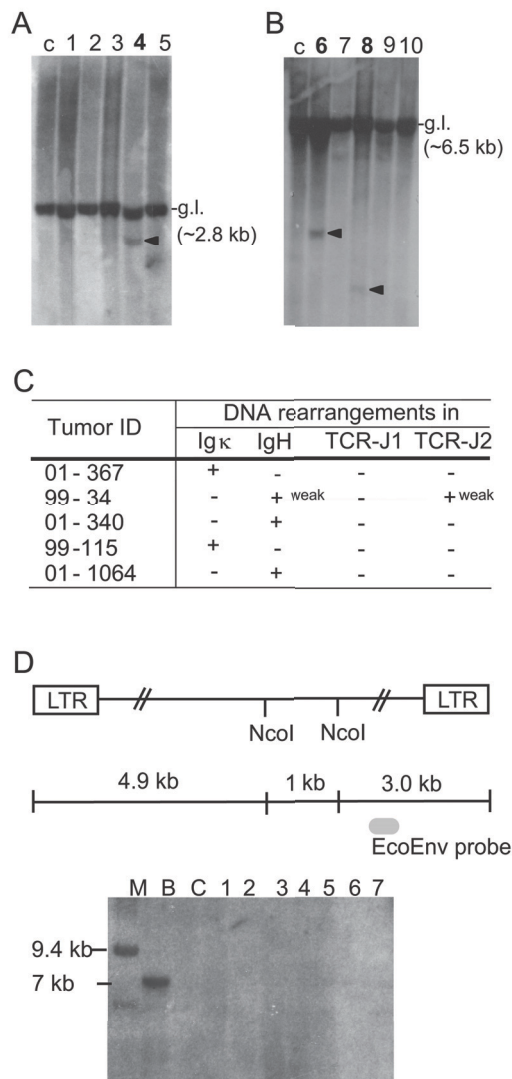 A
B
c 1 2 3 4 5
c 6 7 8 9 10
-g.l.
(~2.8 kb)
-g.l.
(~6.5 kb)
C
Tumor ID
DNA rearrangements in
Igκ IgH TCR-J1 TCR-J2
01 - 367 + - - -
99 - 34 - + weak - + weak
01 - 340 - + - -
99 - 115 + - - -
01 - 1064 - + - -
D
LTR LTR
NcoI NcoI
4.9 kb 1 kb 3.0 kb
EcoEnv probe
M B C 1 2 3 4 5 6 7
9.4 kb
7 kb